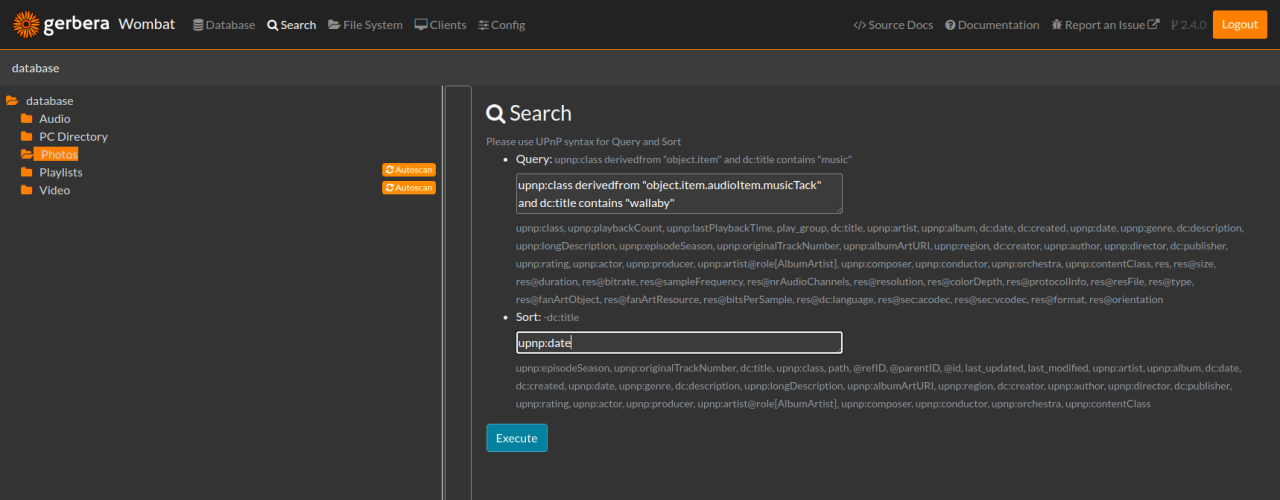 gerbera Wombat Database Search File System Clients Config Source Docs Documentation Report an Issue 2.4.0 Logout
database
database
Audio
PC Directory
Photos
Playlists Autoscan
Video Autoscan
Search
Please use UPnP syntax for Query and Sort
Query: upnp:class derivedfrom "object.item" and dc:title contains "music"
upnp:class derivedfrom "object.item.audioItem.musicTack"
and dc:title contains "wallaby"
upnp:class, upnp:playbackCount, upnp:lastPlaybackTime, play_group, dc:title, upnp:artist, upnp:album, dc:date, dc:created, upnp:date, upnp:genre, dc:description,
upnp:longDescription, upnp:episodeSeason, upnp:originalTrackNumber, upnp:albumArtURI, upnp:region, dc:creator, upnp:author, upnp:director, dc:publisher,
upnp:rating, upnp:actor, upnp:producer, upnp:artist@role[AlbumArtist], upnp:composer, upnp:conductor, upnp:orchestra, upnp:contentClass, res, res@size,
res@duration, res@bitrate, res@sampleFrequency, res@nrAudioChannels, res@resolution, res@colorDepth, res@protocolInfo, res@resFile, res@type,
res@fanArtObject, res@fanArtResource, res@bitsPerSample, res@dc:language, res@sec:acodec, res@sec:vcodec, res@format, res@orientation
Sort: -dc:title
upnp:date
upnp:episodeSeason, upnp:originalTrackNumber, dc:title, upnp:class, path, @refID, @parentID, @id, last_updated, last_modified, upnp:artist, upnp:album, dc:date,
dc:created, upnp:date, upnp:genre, dc:description, upnp:longDescription, upnp:albumArtURI, upnp:region, dc:creator, upnp:author, upnp:director, dc:publisher,
upnp:rating, upnp:actor, upnp:producer, upnp:artist@role[AlbumArtist], upnp:composer, upnp:conductor, upnp:orchestra, upnp:contentClass
Execute